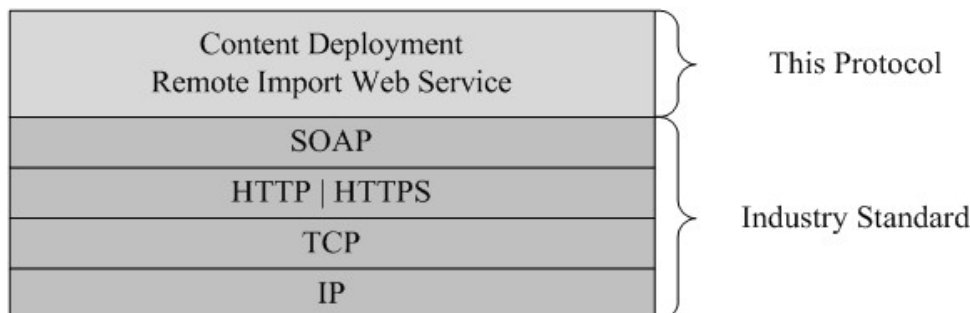 Content Deployment
Remote Import Web Service
This Protocol
SOAP
HTTP | HTTPS
TCP
IP
Industry Standard